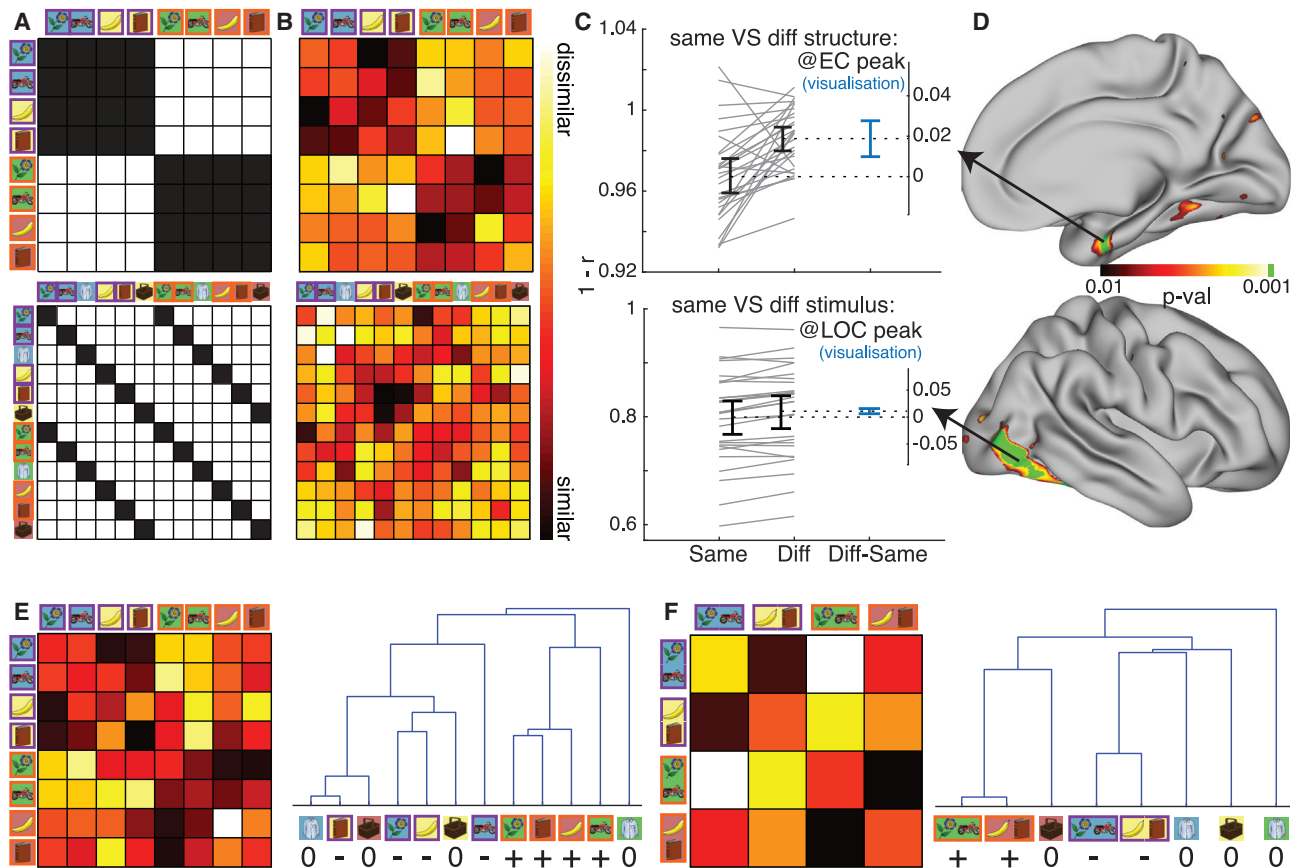 A
B
C
D
dissimilar
similar
1.04
1
0.96
0.92
1 - r
same VS diff structure:
@EC peak
(visualisation)
0.04
0.02
0
0.01
0.001
p-val
same VS diff stimulus:
@LOC peak
(visualisation)
1
0.8
0.6
0.05
0
-0.05
Same Diff Diff-Same
E
F
0 - 0 - - 0 - + + + + 0
+ + 0 - - 0 0 0